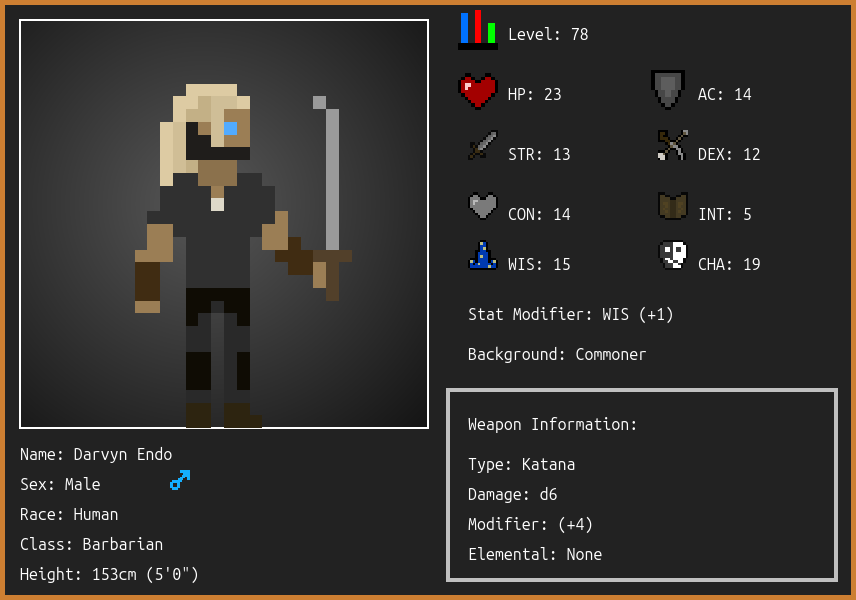 Level: 78
HP: 23
AC: 14
STR: 13
DEX: 12
CON: 14
INT: 5
WIS: 15
CHA: 19
Stat Modifier: WIS (+1)
Background: Commoner
Weapon Information:
Type: Katana
Damage: d6
Modifier: (+4)
Elemental: None
Name: Darvyn Endo
Sex: Male
Race: Human
Class: Barbarian
Height: 153cm (5'0")